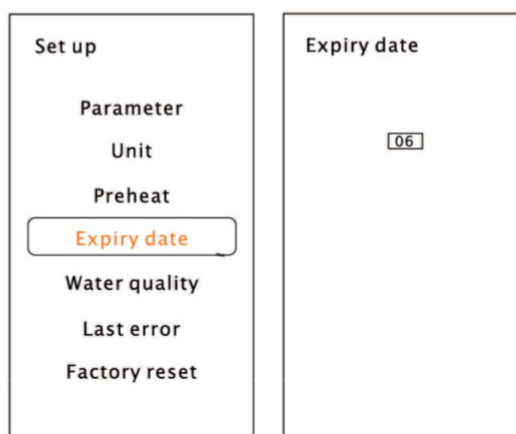 Set up
Parameter
Unit
Preheat
Expiry date
Water quality
Last error
Factory reset
Expiry date
06